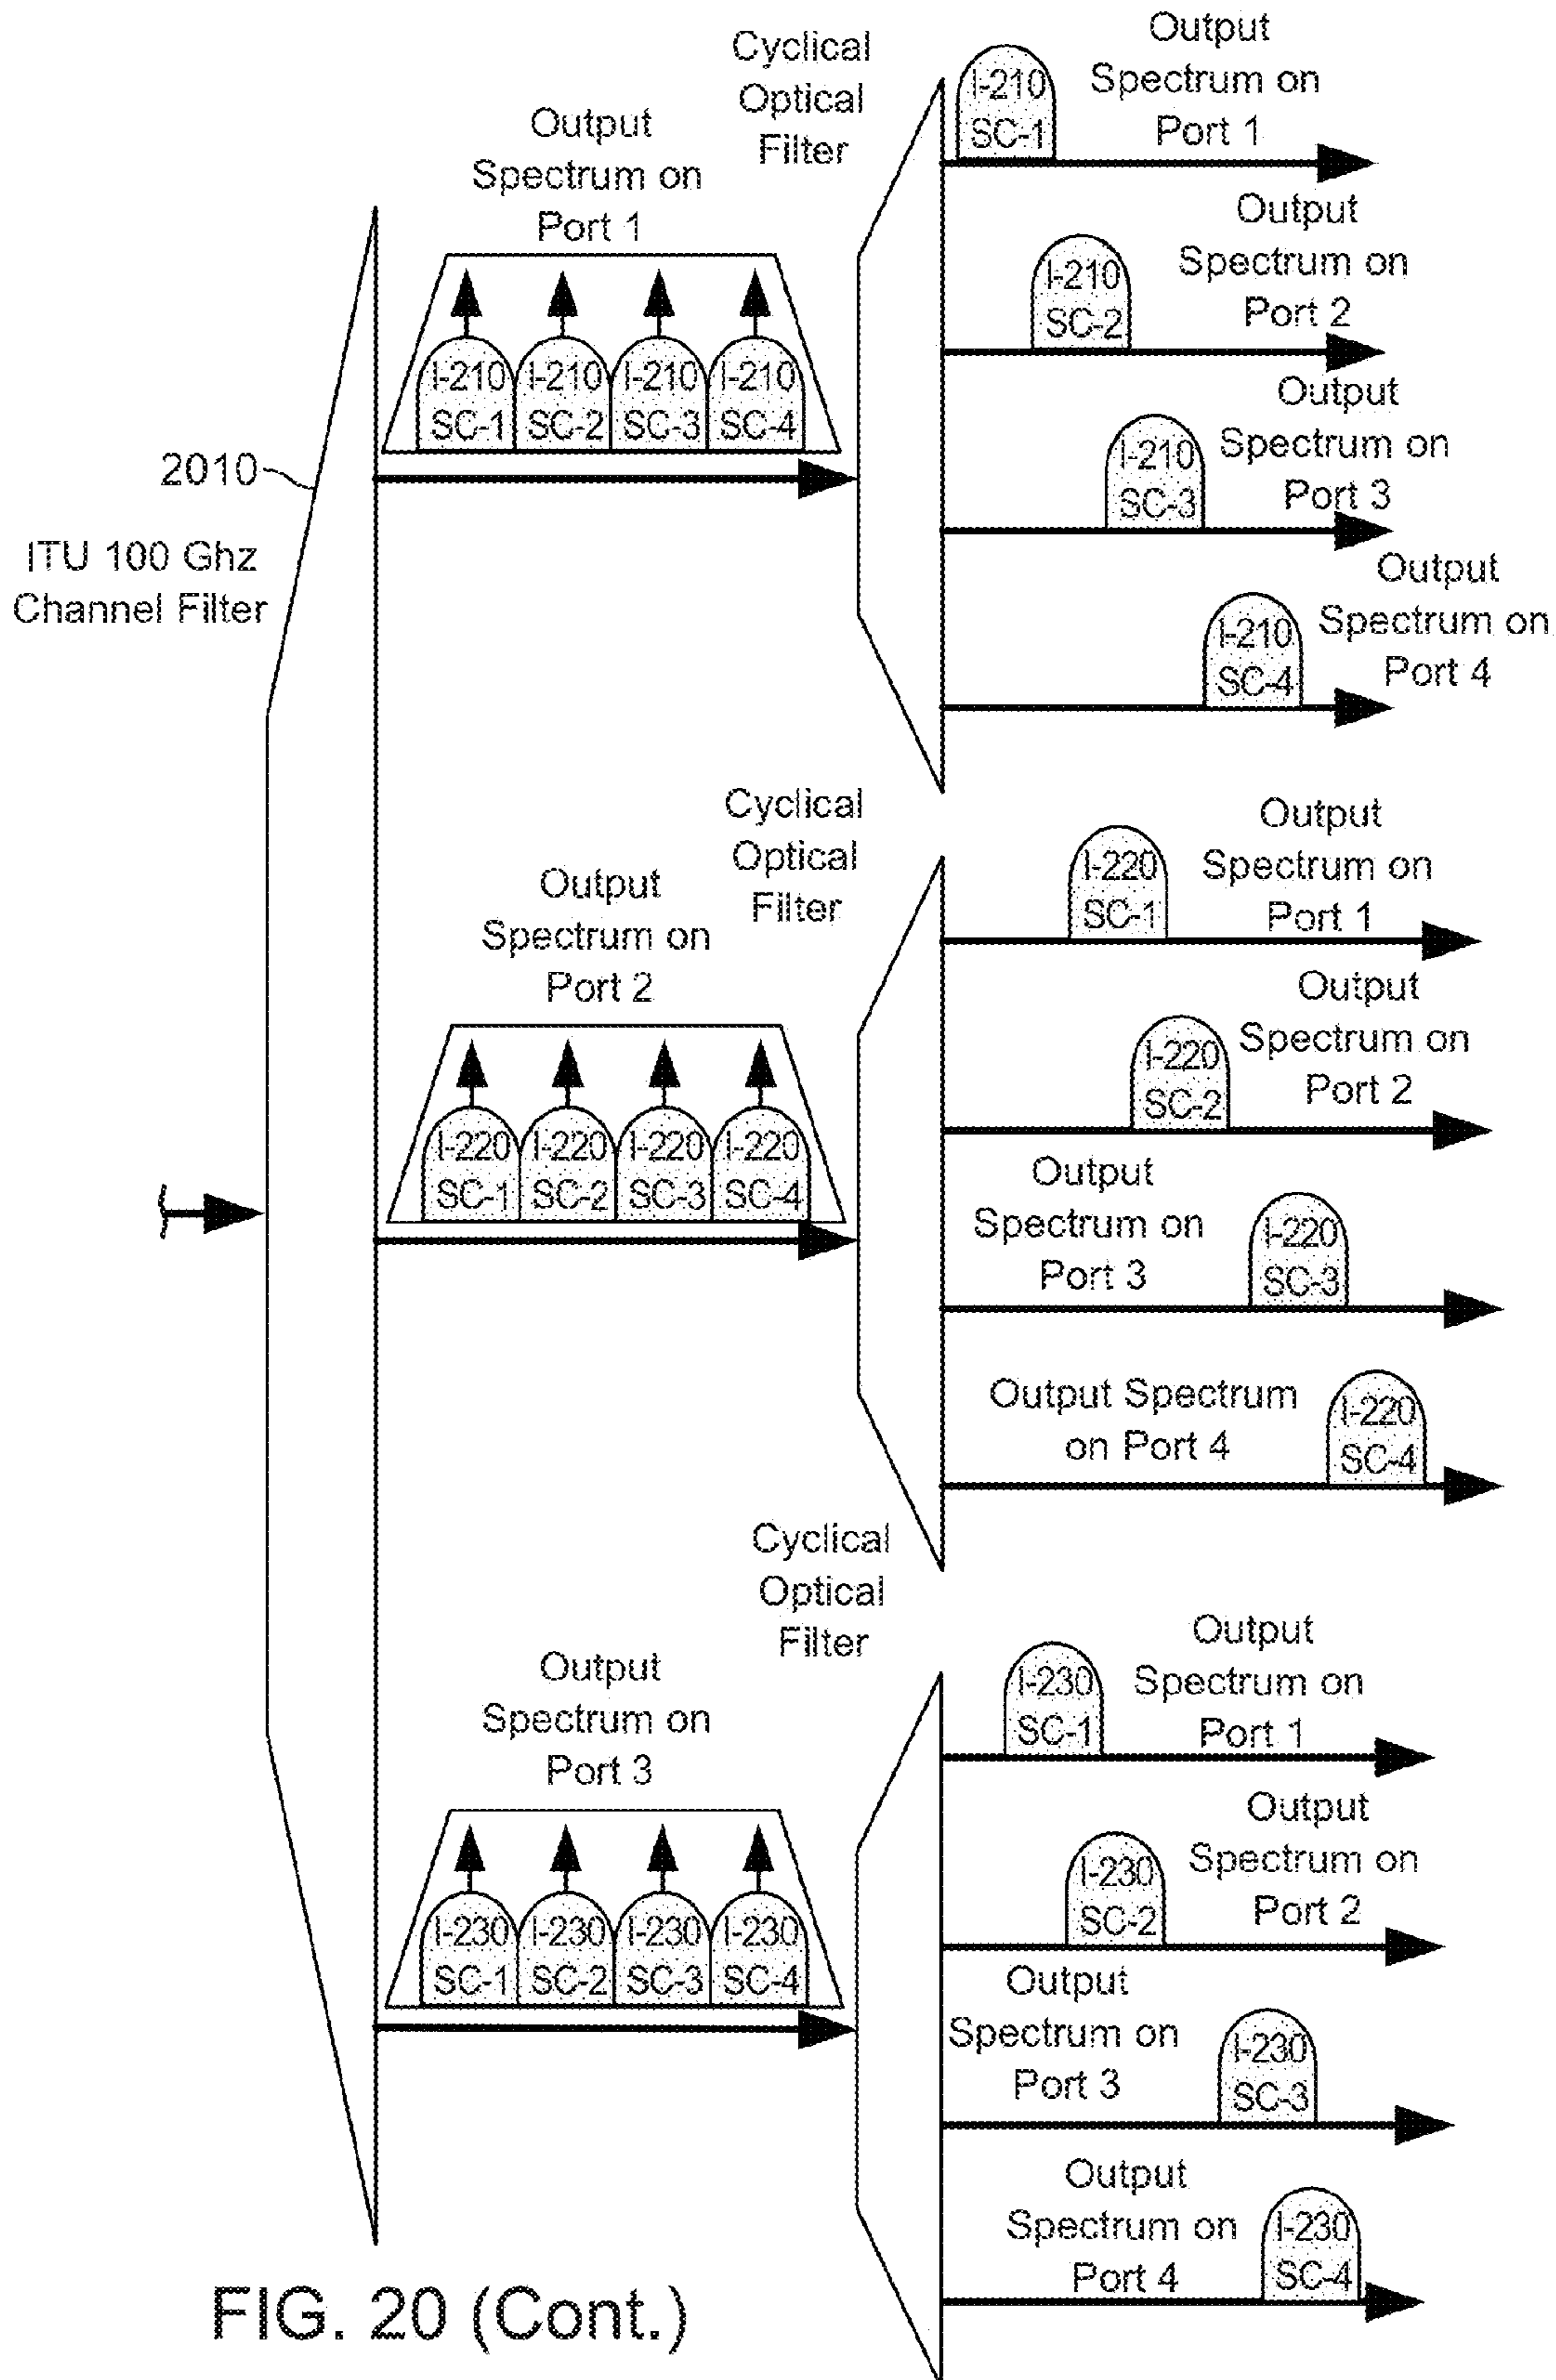 Cyclical
Optical
Filter
Output
Spectrum on
Port 1
I-210
SC-1
Output
Spectrum on
Port 1
Output
Spectrum on
Port 2
I-210
SC-2
I-210 I-210 I-210 I-210
SC-1 SC-2 SC-3 SC-4
Output
Spectrum on
Port 3
I-210
SC-3
2010
ITU 100 Ghz
Channel Filter
Output
Spectrum on
Port 4
I-210
SC-4
Cyclical
Optical
Filter
Output
Spectrum on
Port 2
I-220
SC-1
Output
Spectrum on
Port 1
I-220
SC-2
Output
Spectrum on
Port 2
I-220 I-220 I-220 I-220
SC-1 SC-2 SC-3 SC-4
Output
Spectrum on
Port 3
I-220
SC-3
Output Spectrum
on Port 4
I-220
SC-4
Cyclical
Optical
Filter
Output
Spectrum on
Port 3
I-230
SC-1
Output
Spectrum on
Port 1
I-230
SC-2
Output
Spectrum on
Port 2
I-230 I-230 I-230 I-230
SC-1 SC-2 SC-3 SC-4
Output
Spectrum on
Port 3
I-230
SC-3
Output
Spectrum on
Port 4
I-230
SC-4
FIG. 20 (Cont.)